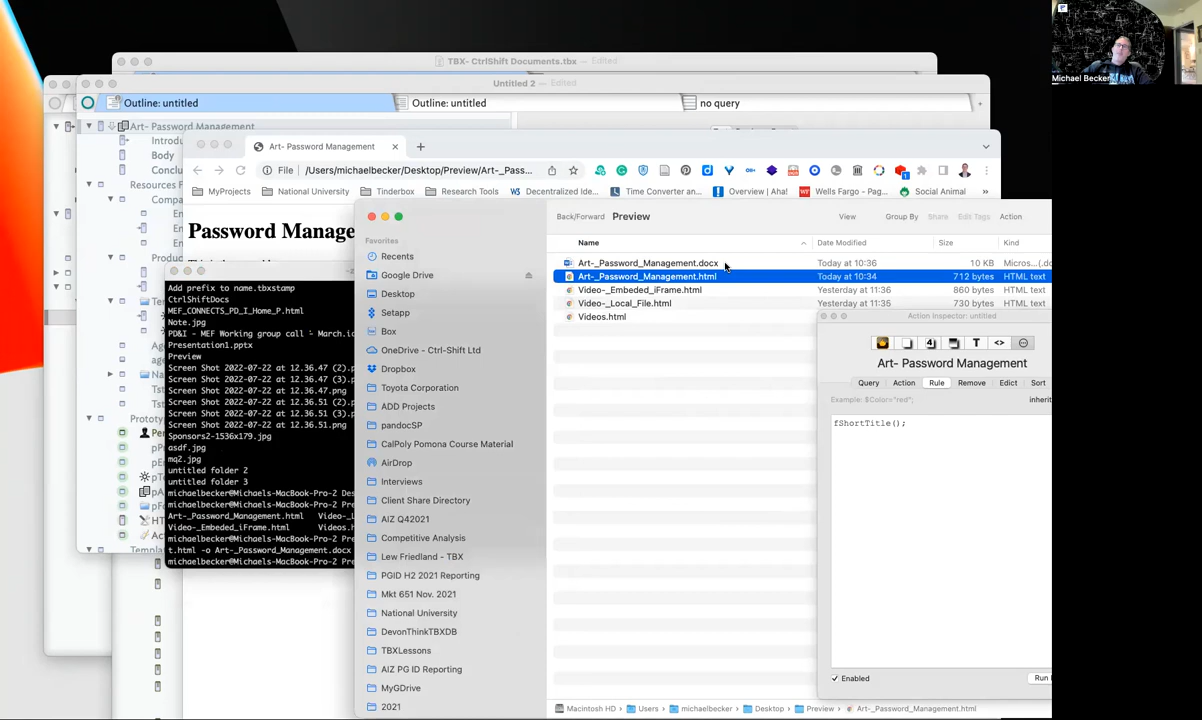 TBX- CtrlShift Documents.tbx — Edited
Untitled 2 — Edited
Outline: untitled
Outline: untitled
no query
Art- Password Management
Body
Art- Password Management
File
/Users/michaelbecker/Desktop/Preview/Art-_Pass...
MyProjects
National University
Tinderbox
Research Tools
Decentralized Ide...
Time Converter an...
Overview | Aha!
Wells Fargo - Pag...
Social Animal
Password Manage
Back/Forward
Preview
View
Group By
Share
Edit Tags
Action
Name
Date Modified
Size
Kind
Art-_Password_Management.docx
Today at 10:36
10 KB
Micros...
Art-_Password_Management.html
Today at 10:34
712 bytes
HTML text
Video-_Embeded_iFrame.html
Yesterday at 11:36
860 bytes
HTML text
Video-_Local_File.html
Yesterday at 11:36
730 bytes
HTML text
Videos.html
Favorites
Recents
Google Drive
Desktop
Setapp
Box
OneDrive - Ctrl-Shift Ltd
Dropbox
Toyota Corporation
ADD Projects
pandocSP
CalPoly Pomona Course Material
AirDrop
Interviews
Client Share Directory
AIZ Q42021
Competitive Analysis
Lew Friedland - TBX
PGID H2 2021 Reporting
Mkt 651 Nov. 2021
National University
DevonThinkTBXDB
TBXLessons
AIZ PG ID Reporting
MyGDrive
2021
Add prefix to name.tbxstamp
CtrlShiftDocs
MEF_CONNECTS_PD_I_Home_P.html
Note.jpg
PD&I - MEF Working group call - March.ic
Presentation1.pptx
Preview
Screen Shot 2022-07-22 at 12.36.47 (2).p
Screen Shot 2022-07-22 at 12.36.47 (3).p
Screen Shot 2022-07-22 at 12.36.47.png
Screen Shot 2022-07-22 at 12.36.51 (2).p
Screen Shot 2022-07-22 at 12.36.51 (3).p
Screen Shot 2022-07-22 at 12.36.51.png
Sponsors2-1536x179.jpg
asdf.jpg
mq2.jpg
untitled folder 2
untitled folder 3
michaelbecker@Michaels-MacBook-Pro-2 Des
michaelbecker@Michaels-MacBook-Pro-2 Pre
Art-_Password_Management.html Video-_L
Video-_Embeded_iFrame.html Videos.h
michaelbecker@Michaels-MacBook-Pro-2 Pre
t.html -o Art-_Password_Management.docx
michaelbecker@Michaels-MacBook-Pro-2 Pre
Action Inspector: untitled
Art- Password Management
Query
Action
Rule
Remove
Edict
Sort
Example: $Color="red";
inherit
fShortTitle();
Enabled
Run
Macintosh HD
Users
michaelbecker
Desktop
Preview
Art-_Password_Management.html
Michael Becker